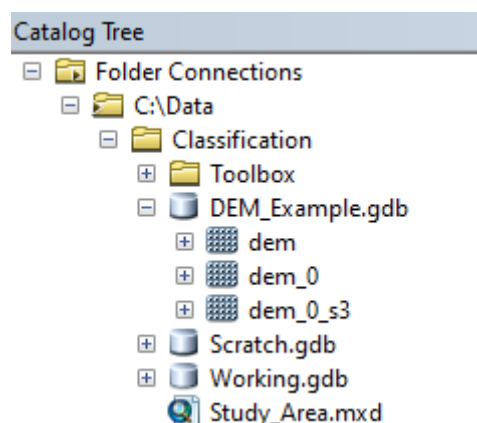 Catalog Tree
Folder Connections
C:\Data
Classification
Toolbox
DEM_Example.gdb
dem
dem_0
dem_0_s3
Scratch.gdb
Working.gdb
Study_Area.mxd